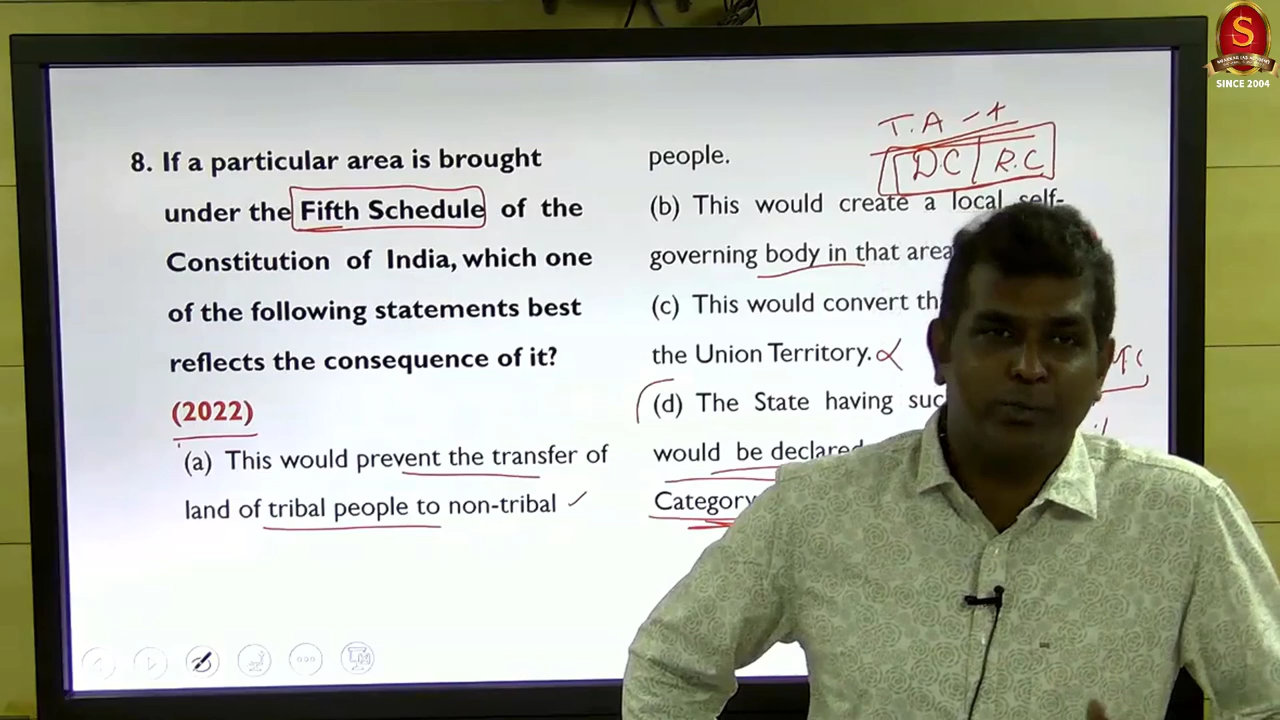 8. If a particular area is brought
under the Fifth Schedule of the
Constitution of India, which one
of the following statements best
reflects the consequence of it?
(2022)
(a) This would prevent the transfer of
land of tribal people to non-tribal
people.
(b) This would create a local self-
governing body in that area
(c) This would convert
the Union Territory.
(d) The State having
would be declared
Category
T.A
DC R.C
S
SINCE 2004